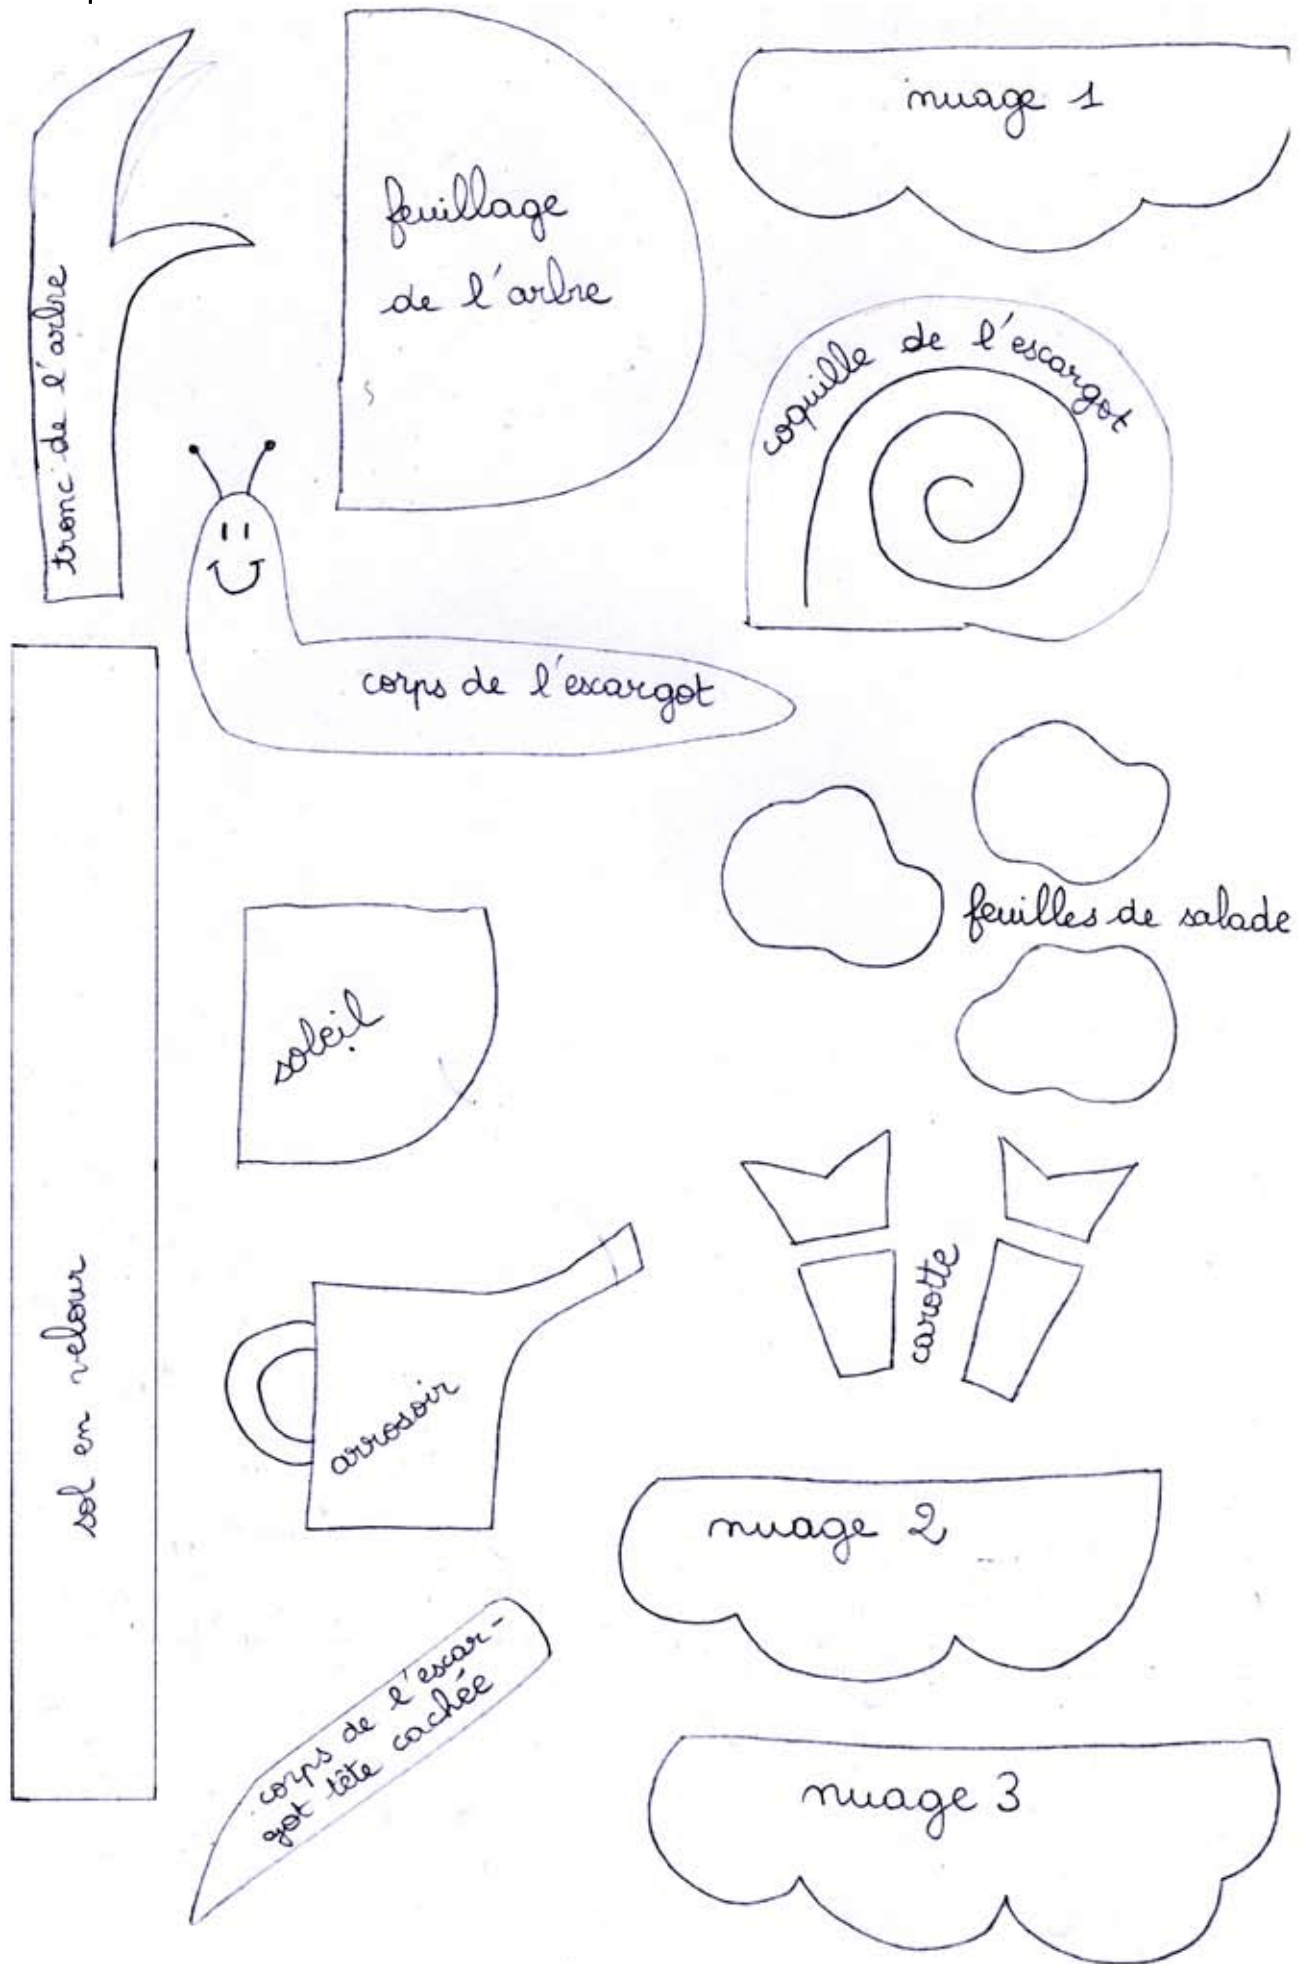 nuage 1
feuillage
de l'arbre
tronc de l'arbre
coquille de l'escargot
corps de l'escargot
feuilles de salade
soleil
carotte
sol en velour
arrosoir
nuage 2
corps de l'escar-
got tête cachée
nuage 3